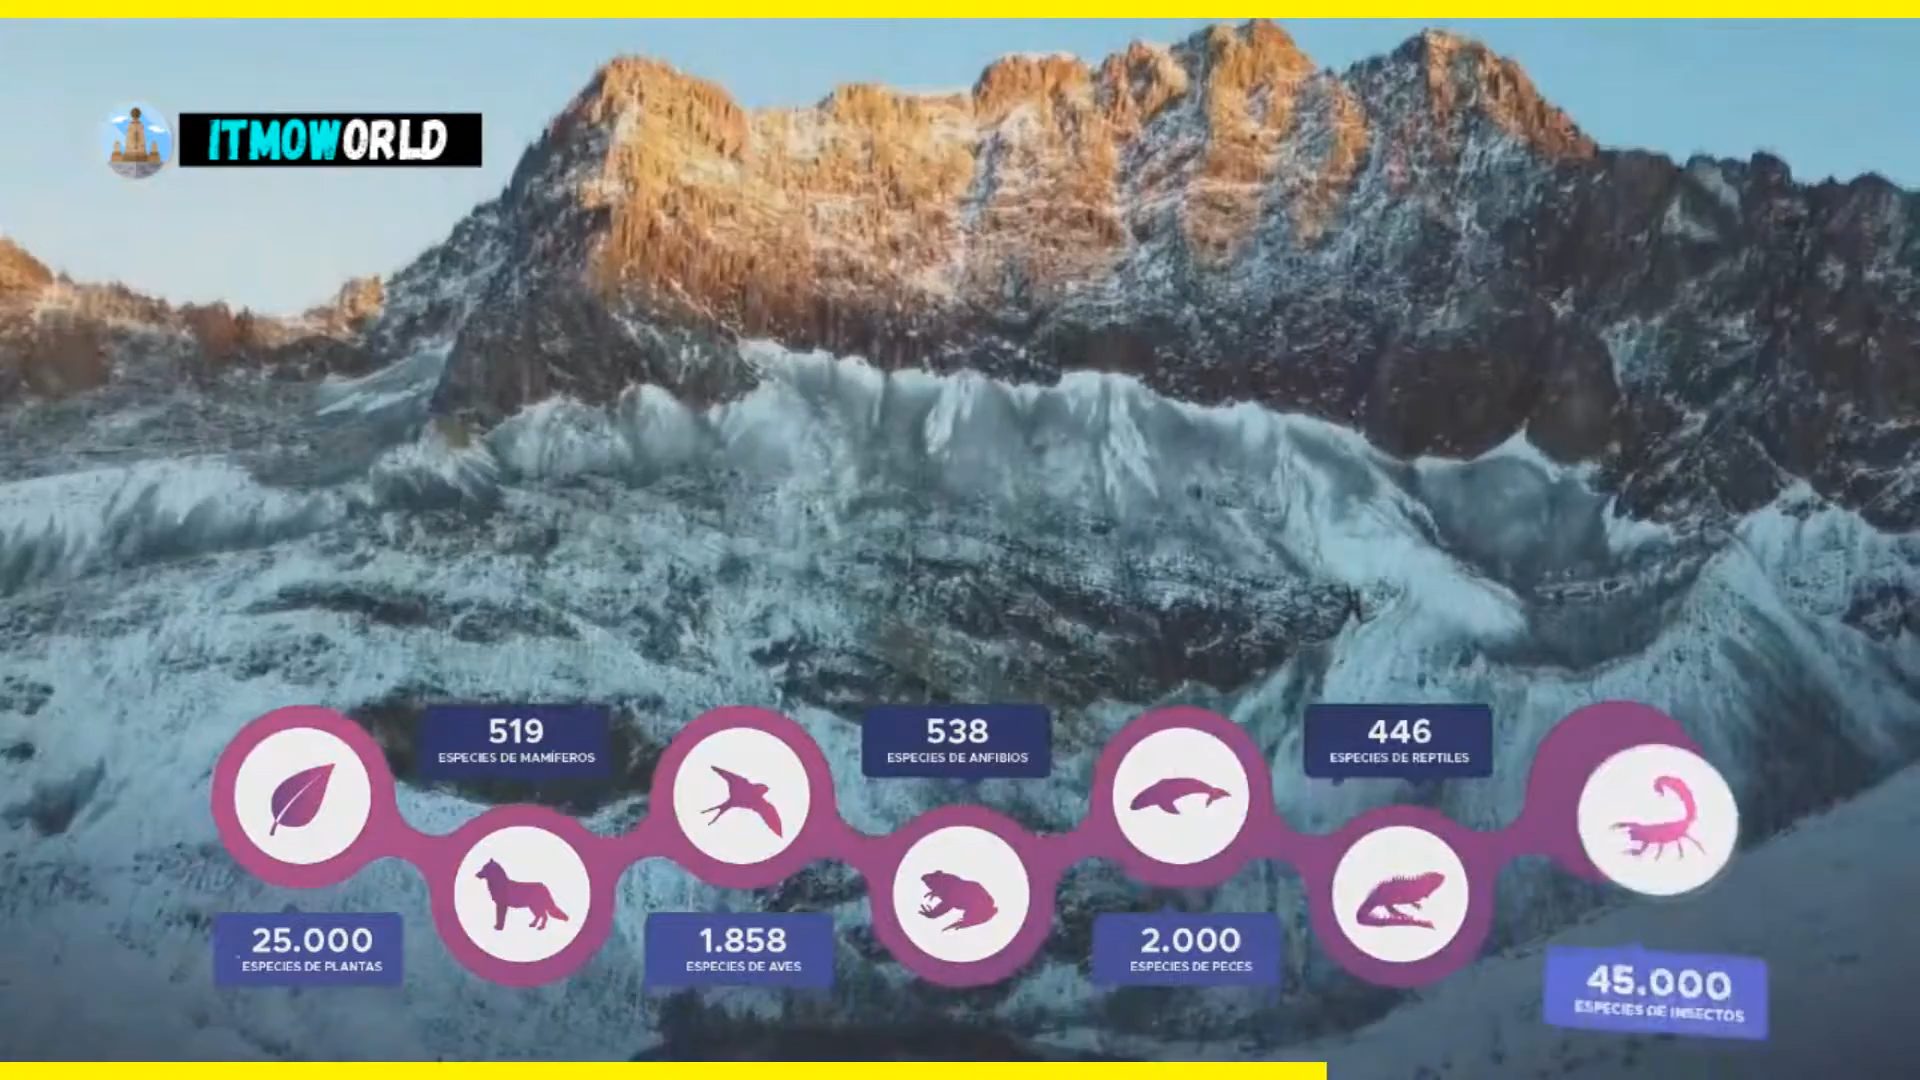 ITMOWORLD
519
ESPECIES DE MAMÍFEROS
538
ESPECIES DE ANFIBIOS
446
ESPECIES DE REPTILES
25.000
ESPECIES DE PLANTAS
1.858
ESPECIES DE AVES
2.000
ESPECIES DE PECES
45.000
ESPECIES DE INSECTOS